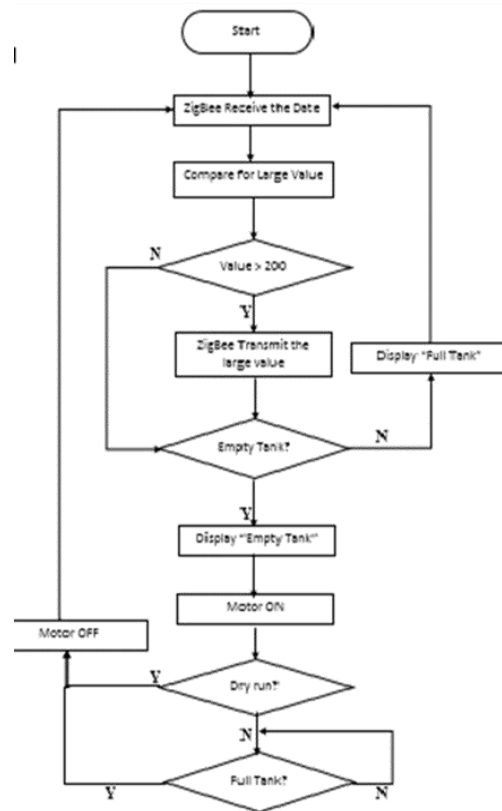 Start
ZigBee Receive the Date
Compare for Large Value
Value > 200
N
Y
ZigBee Transmit the
large value
Display "Full Tank"
Empty Tank?
N
Y
Display "Empty Tank"
Motor ON
Motor OFF
Dry run?
Y
N
Full Tank?
Y
N